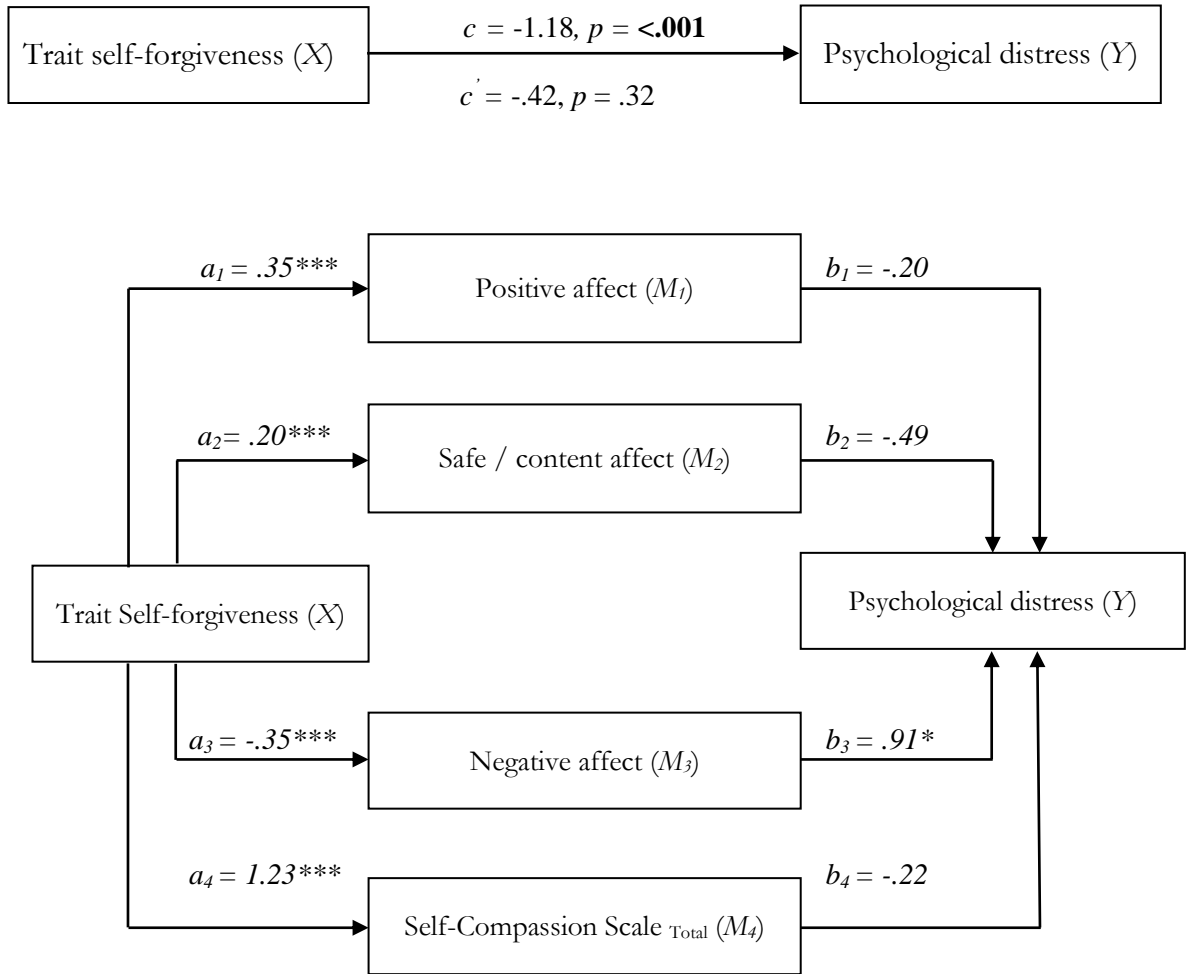 Trait self-forgiveness (X)
c = -1.18, p = <.001
Psychological distress (Y)
c' = -.42, p = .32
a1 = .35***
Positive affect (M1)
b1 = -.20
a2= .20***
Safe / content affect (M2)
b2 = -.49
Trait Self-forgiveness (X)
Psychological distress (Y)
a3 = -.35***
Negative affect (M3)
b3 = .91*
a4 = 1.23***
Self-Compassion Scale Total (M4)
b4 = -.22